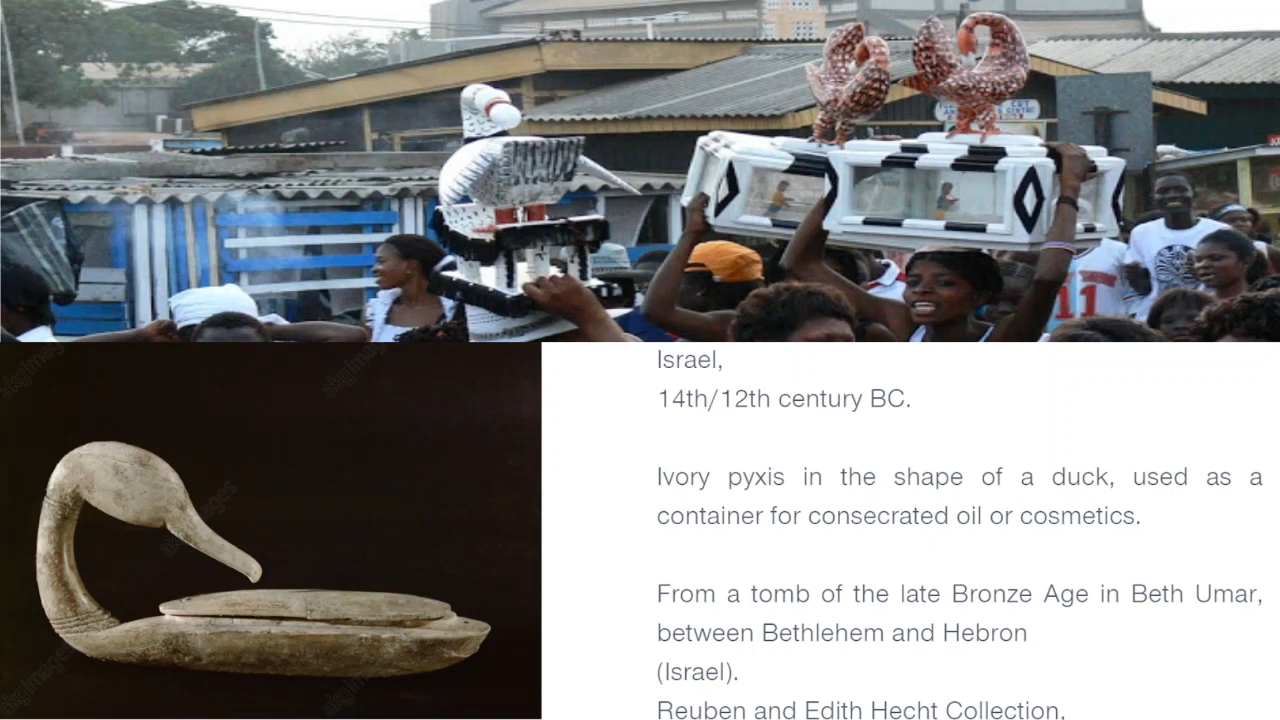 11
Israel,
14th/12th century BC.
Ivory pyxis in the shape of a duck, used as a
container for consecrated oil or cosmetics.
From a tomb of the late Bronze Age in Beth Umar,
between Bethlehem and Hebron
(Israel).
Reuben and Edith Hecht Collection,